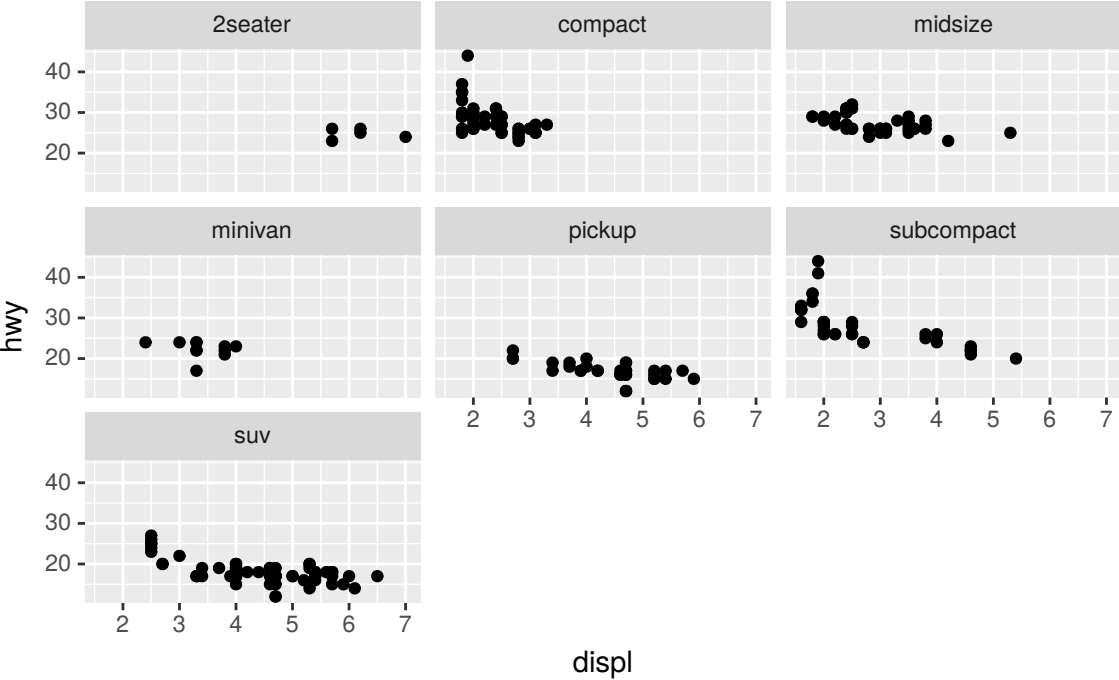 2seater compact midsize
40
30
20
minivan pickup subcompact
40
30
20
2 3 4 5 6 7 2 3 4 5 6 7
suv
40
30
20
2 3 4 5 6 7
hwy
displ